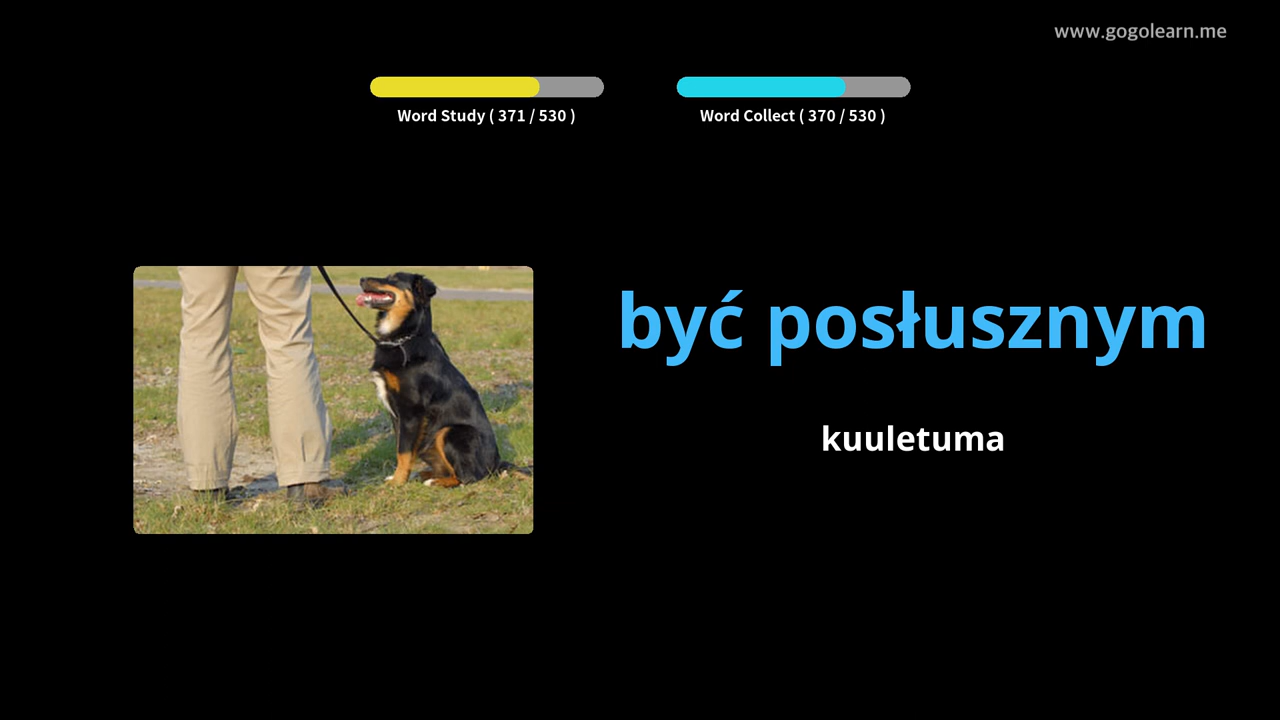 www.gogolearn.me
Word Study ( 371 / 530 )
Word Collect ( 370 / 530 )
być posłusznym
kuuletuma